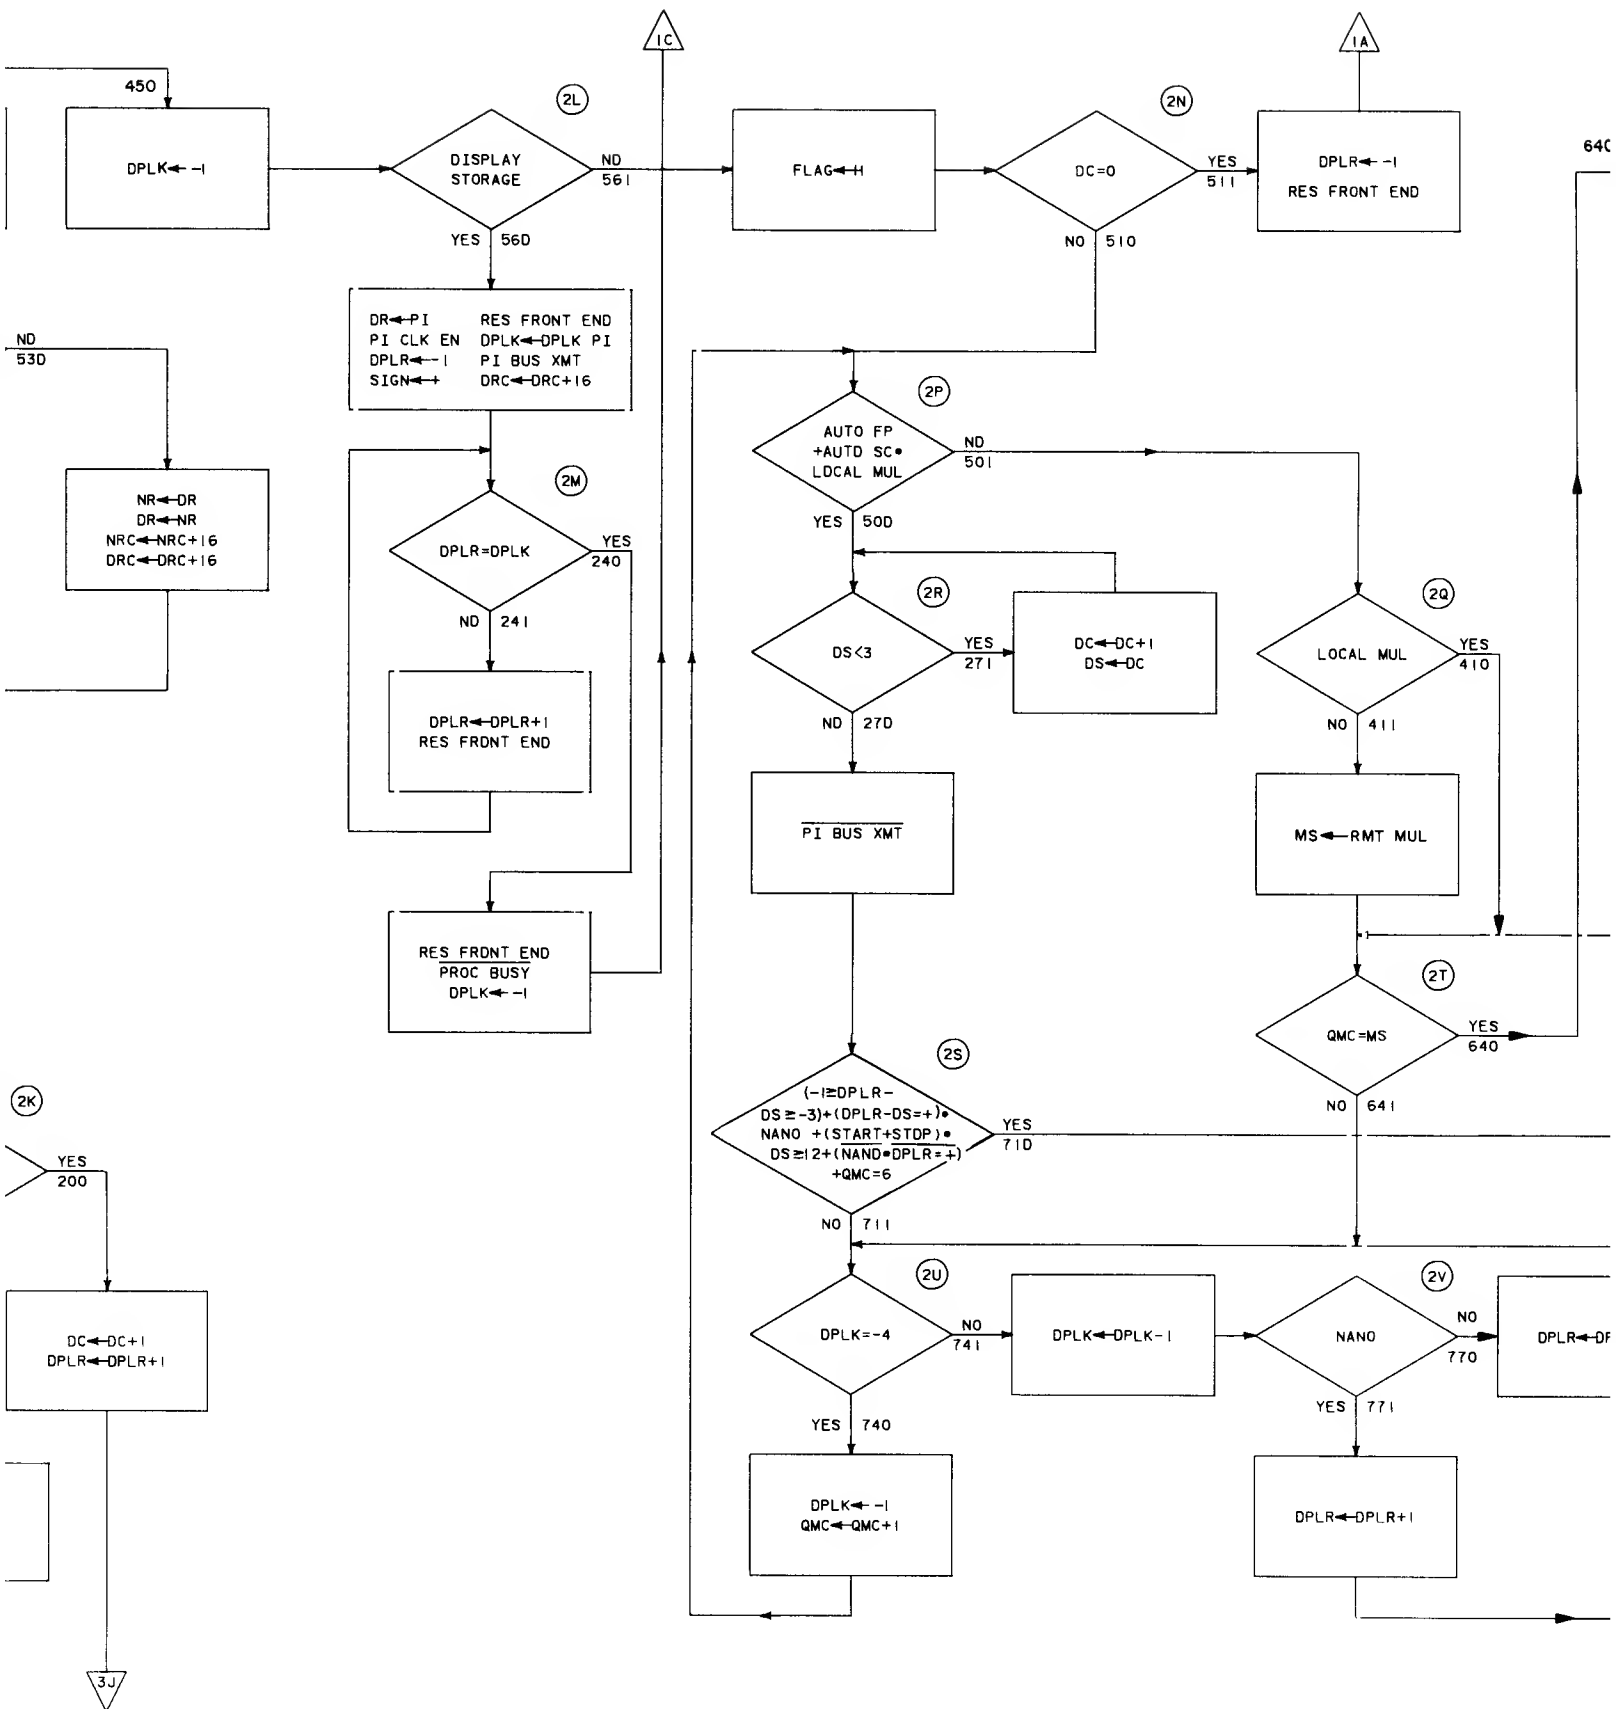 1C
1A
450
2L
2N
640
DPLK← -1
DISPLAY
STORAGE
NO
561
FLAG←H
DC=0
YES
511
DPLR← -1
RES FRONT END
YES 560
NO 510
DR←PI RES FRONT END
PI CLK EN DPLK←DPLK PI
DPLR← -1 PI BUS XMT
SIGN←+ DRC←DRC+16
NO
530
2P
AUTO FP
+AUTO SC•
LOCAL MUL
NO
501
YES 500
NR←DR
DR←NR
NRC←NRC+16
DRC←DRC+16
2M
DPLR=DPLK
YES
240
NO 241
2R
DS<3
YES
271
DC←DC+1
DS←DC
2Q
LOCAL MUL
YES
410
NO 270
NO 411
DPLR←DPLR+1
RES FRONT END
PI BUS XMT
MS←RMT MUL
RES FRONT END
PROC BUSY
DPLK← -1
2T
QMC=MS
YES
640
NO 641
2S
(-1≥DPLR-
DS≥-3)+(DPLR-DS=+)•
NANO +(START+STOP)•
DS≥12+(NANO•DPLR=+)
+QMC=6
YES
710
NO 711
2K
YES
200
2U
DPLK=-4
NO
741
DPLK←DPLK-1
2V
NANO
NO
770
DPLR←DP
DC←DC+1
DPLR←DPLR+1
YES 740
YES 771
DPLK← -1
QMC←QMC+1
DPLR←DPLR+1
3J